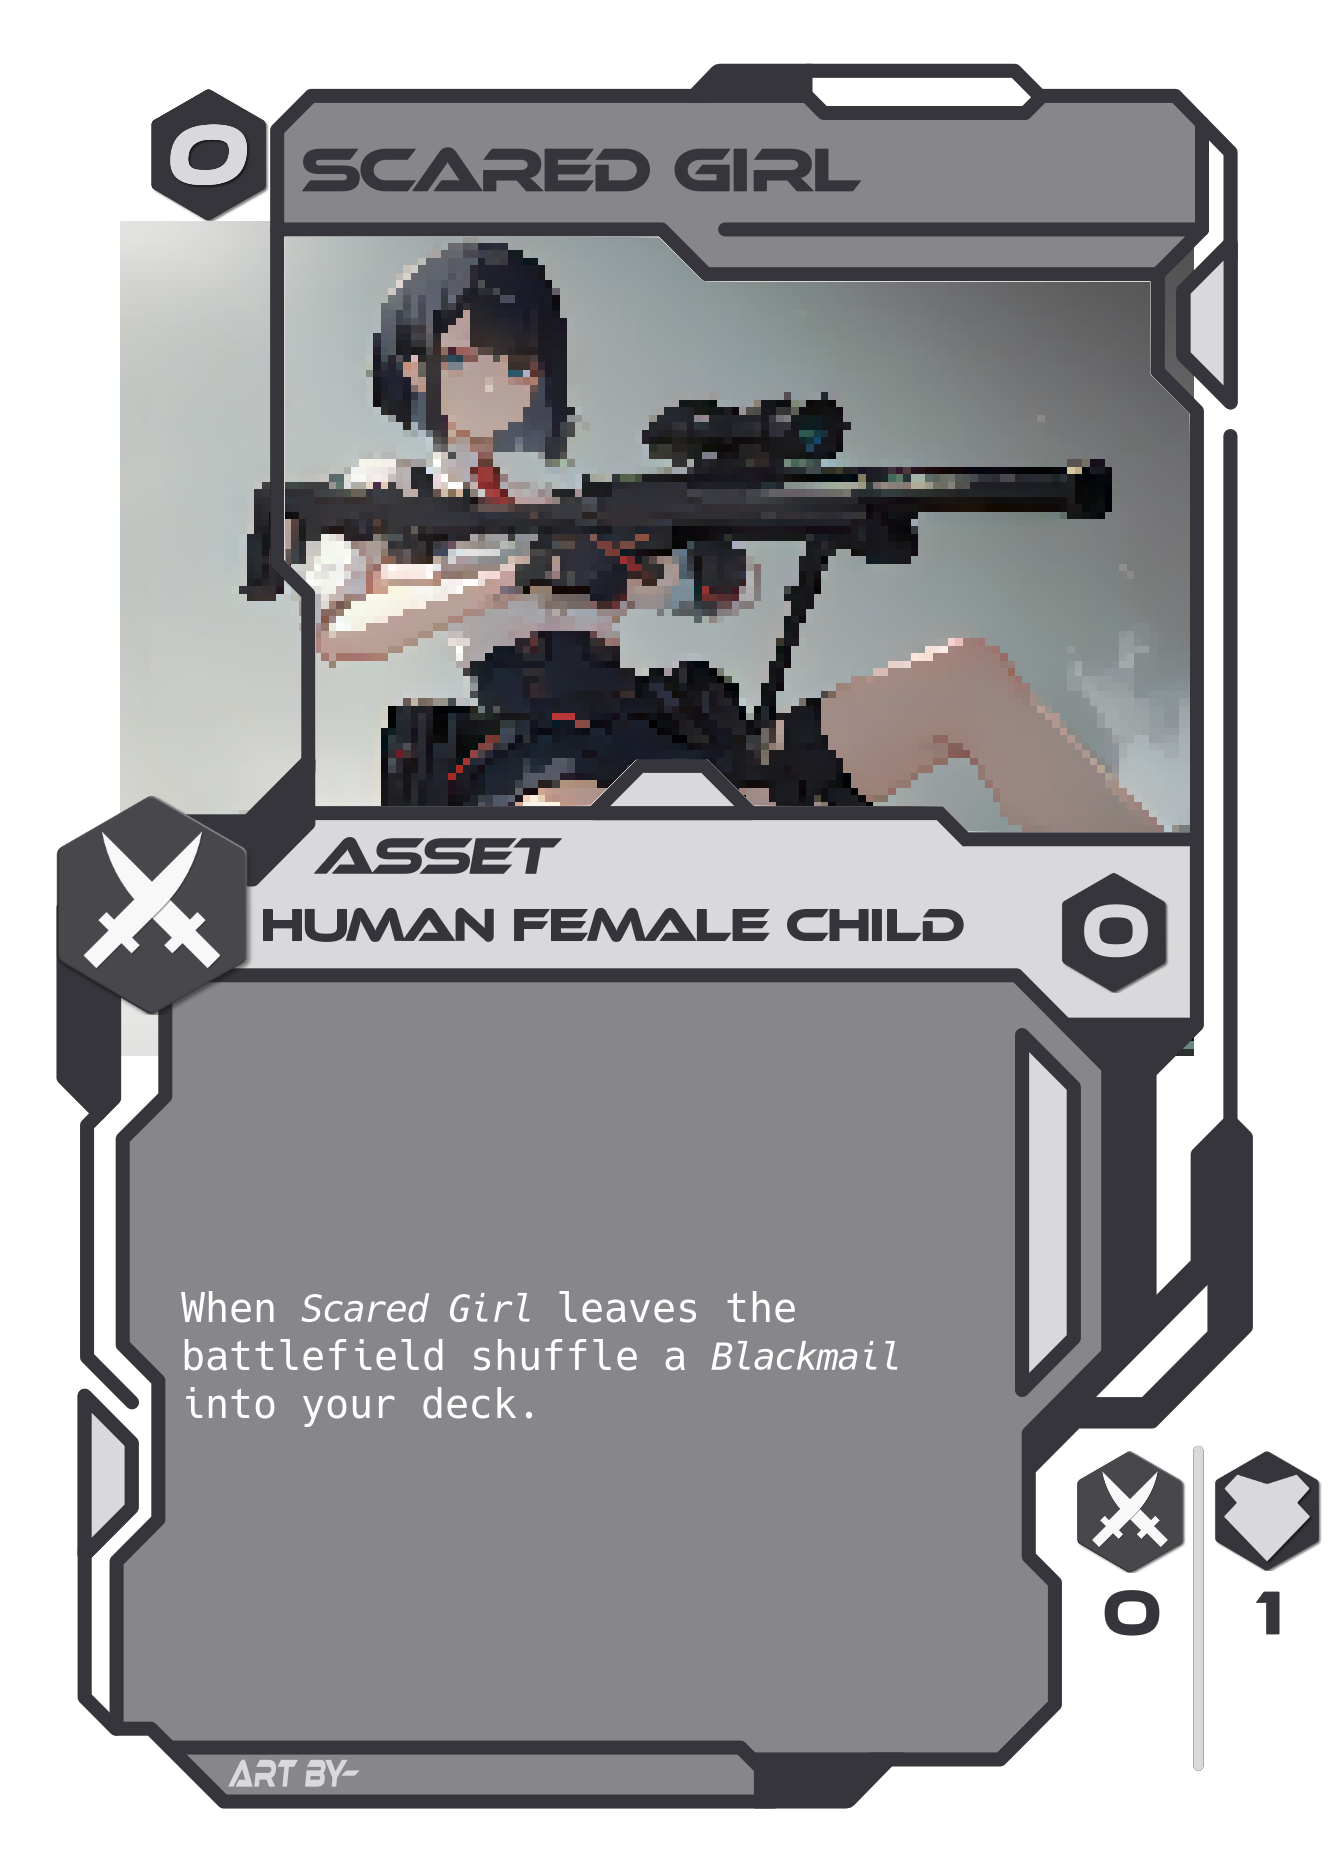 0
SCARED GIRL
ASSET
HUMAN FEMALE CHILD
0
When Scared Girl leaves the
battlefield shuffle a Blackmail
into your deck.
0
1
ART BY-